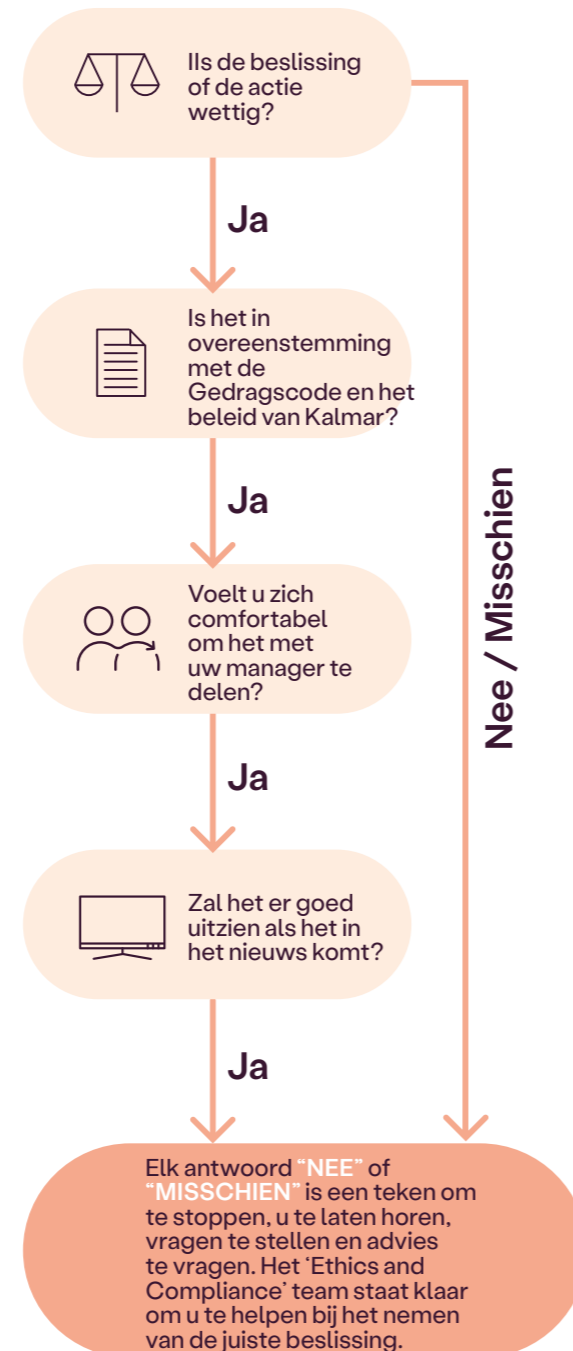 IIs de beslissing
of de actie
wettig?
Ja
Is het in
overeenstemming
met de
Gedragscode en het
beleid van Kalmar?
Ja
Voelt u zich
comfortabel
om het met
uw manager te
delen?
Ja
Zal het er goed
uitzien als het in
het nieuws komt?
Ja
Nee / Misschien
Elk antwoord “NEE” of
“MISSCHIEN” is een teken om
te stoppen, u te laten horen,
vragen te stellen en advies
te vragen. Het ‘Ethics and
Compliance’ team staat klaar
om u te helpen bij het nemen
van de juiste beslissing.